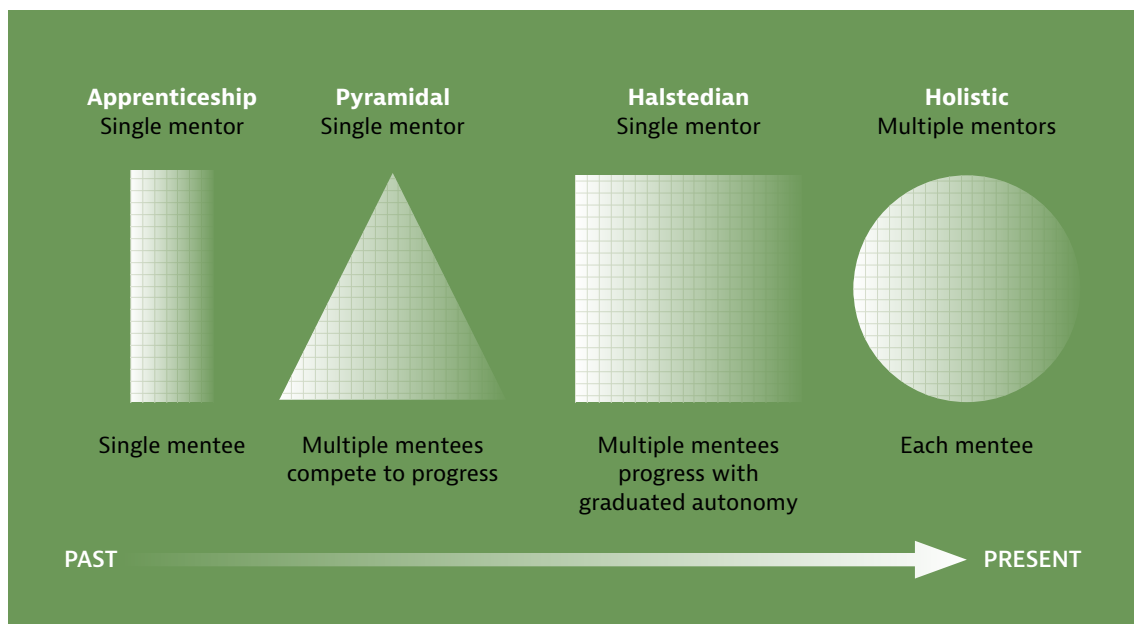 Apprenticeship
Single mentor
Single mentee
Pyramidal
Single mentor
Multiple mentees
compete to progress
Halstedian
Single mentor
Multiple mentees
progress with
graduated autonomy
Holistic
Multiple mentors
Each mentee
PAST
PRESENT